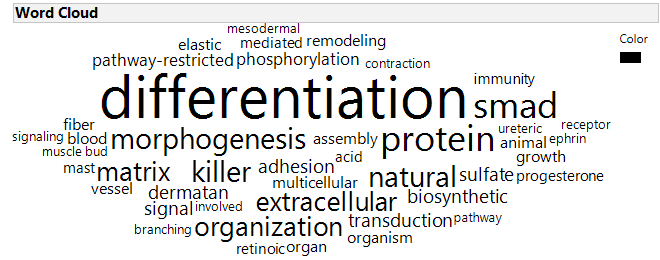 Word Cloud
mesodermal
Color
elastic mediated remodeling
pathway-restricted phosphorylation contraction
differentiation immunity
smad
fiber
signaling blood morphogenesis assembly protein ureteric receptor
animal ephrin
muscle bud
mast matrix killer adhesion acid growth
natural sulfate progesterone
vessel multicellular
dermatan extracellular biosynthetic
signal involved
branching organization transduction pathway
organism
retinoic organ